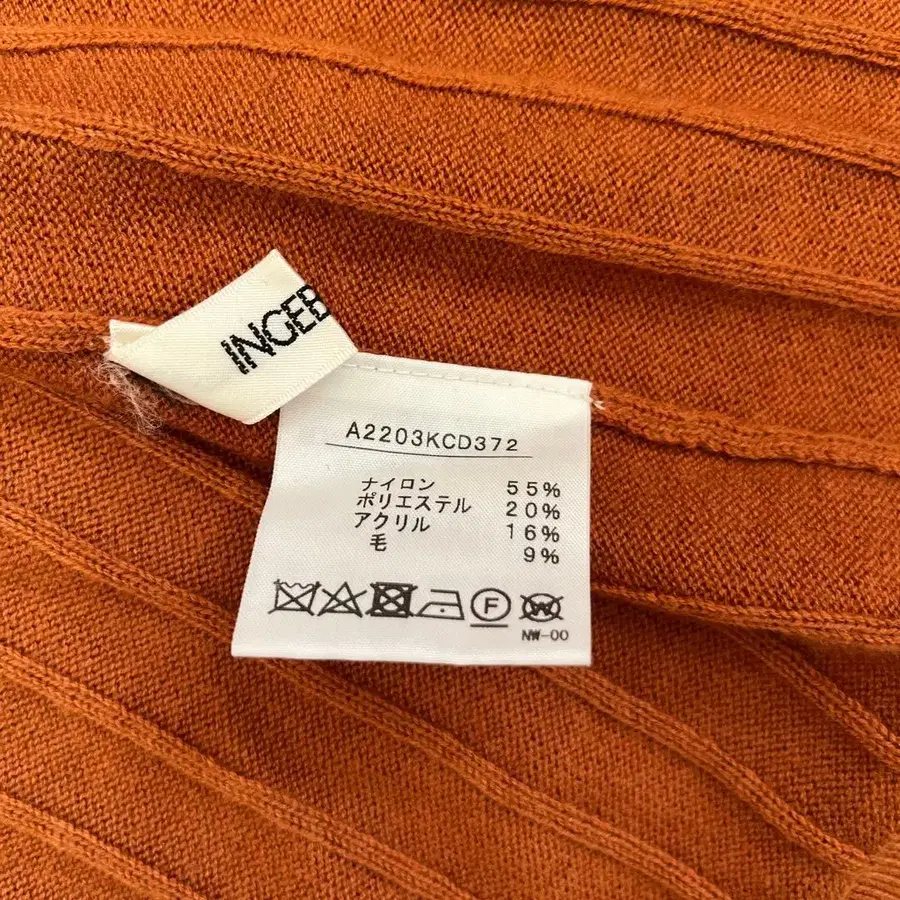 INGEB
A2203KCD372
ナイロン 55%
ポリエステル 20%
アクリル 16%
毛 9%
F W
NW-00